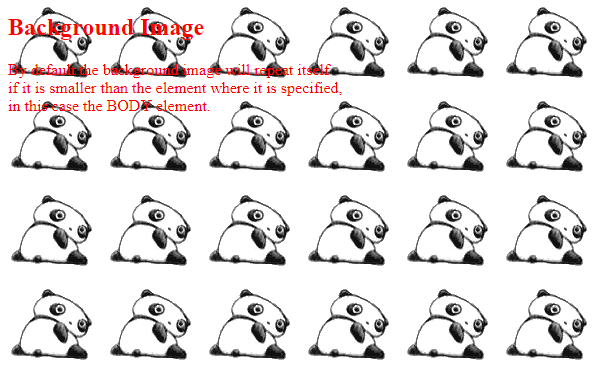 Background Image
By default the background image will repeat itself
if it is smaller than the element where it is specified,
in this case the BODY element.